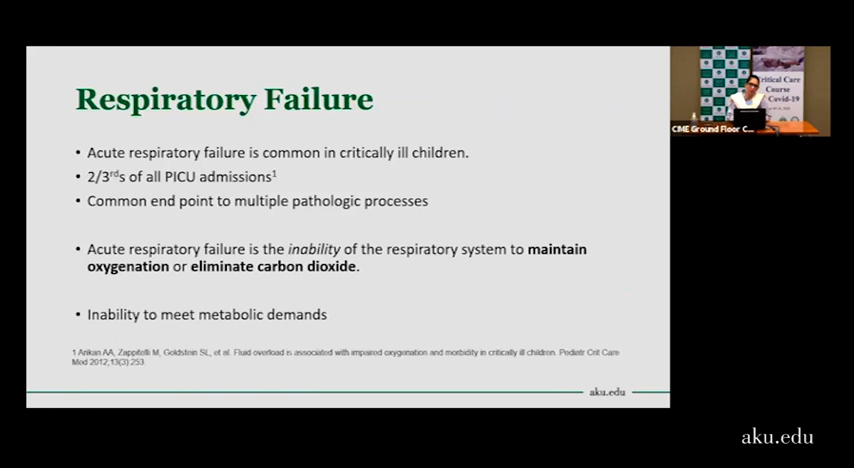 Respiratory Failure
• Acute respiratory failure is common in critically ill children.
• 2/3rds of all PICU admissions1
• Common end point to multiple pathologic processes
• Acute respiratory failure is the inability of the respiratory system to maintain
oxygenation or eliminate carbon dioxide.
• Inability to meet metabolic demands
1 Arikan AA, Zappitelli M, Goldstein SL, et al. Fluid overload is associated with impaired oxygenation and morbidity in critically ill children. Pediatr Crit Care
Med 2012;13(3):253.
aku.edu
Critical Care
Course
Covid-19
CIME Ground Floor C...
aku.edu